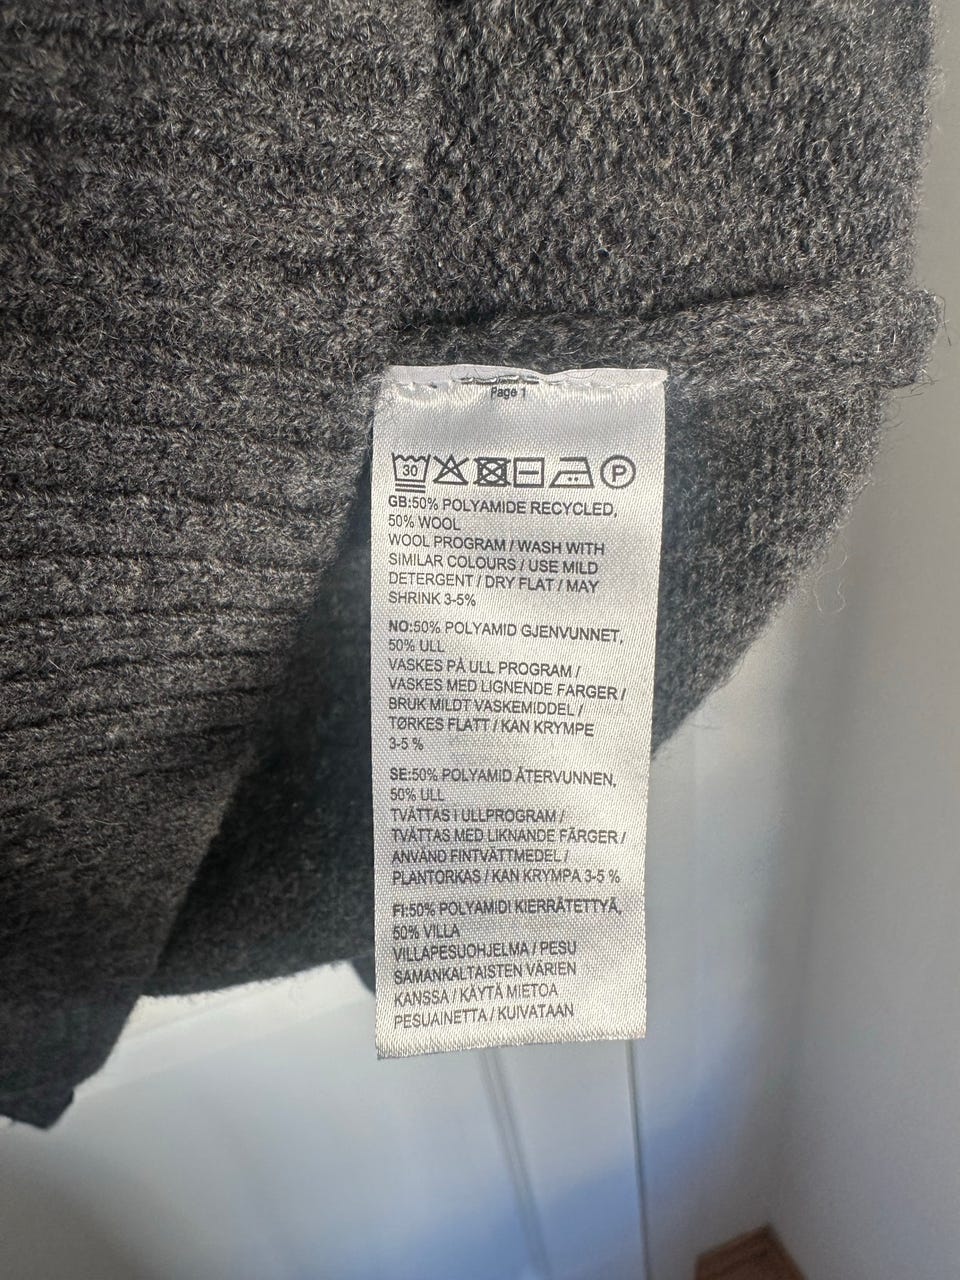 Page 1
30 P
GB:50% POLYAMIDE RECYCLED,
50% WOOL
WOOL PROGRAM / WASH WITH
SIMILAR COLOURS / USE MILD
DETERGENT / DRY FLAT / MAY
SHRINK 3-5%
NO:50% POLYAMID GJENVUNNET,
50% ULL
VASKES PÅ ULL PROGRAM /
VASKES MED LIGNENDE FARGER /
BRUK MILDT VASKEMIDDEL /
TØRKES FLATT / KAN KRYMPE
3-5 %
SE:50% POLYAMID ÅTERVUNNEN,
50% ULL
TVÄTTAS I ULLPROGRAM /
TVÄTTAS MED LIKNANDE FÄRGER /
ANVÄND FINTVÄTTMEDEL /
PLANTORKAS / KAN KRYMPA 3-5 %
FI:50% POLYAMIDI KIERRÄTETTYÄ,
50% VILLA
VILLAPESUOHJELMA / PESU
SAMANKALTAISTEN VÄRIEN
KANSSA / KÄYTÄ MIETOA
PESUAINETTA / KUIVATAAN